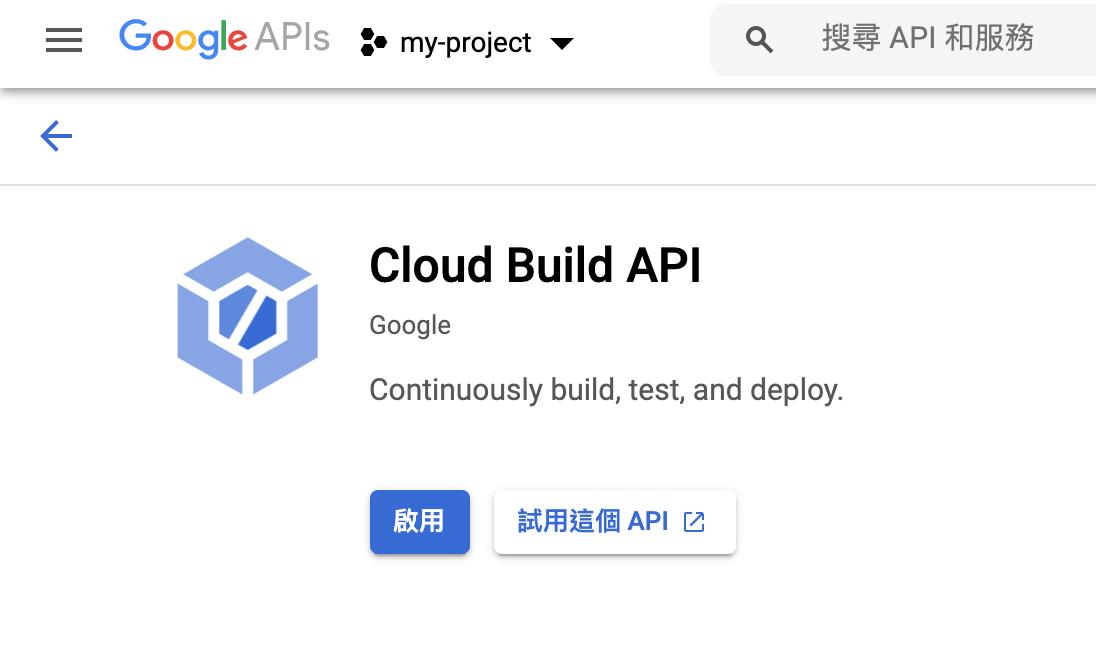 Google APIs my-project 搜尋 API 和服務
Cloud Build API
Google
Continuously build, test, and deploy.
啟用 試用這個 API